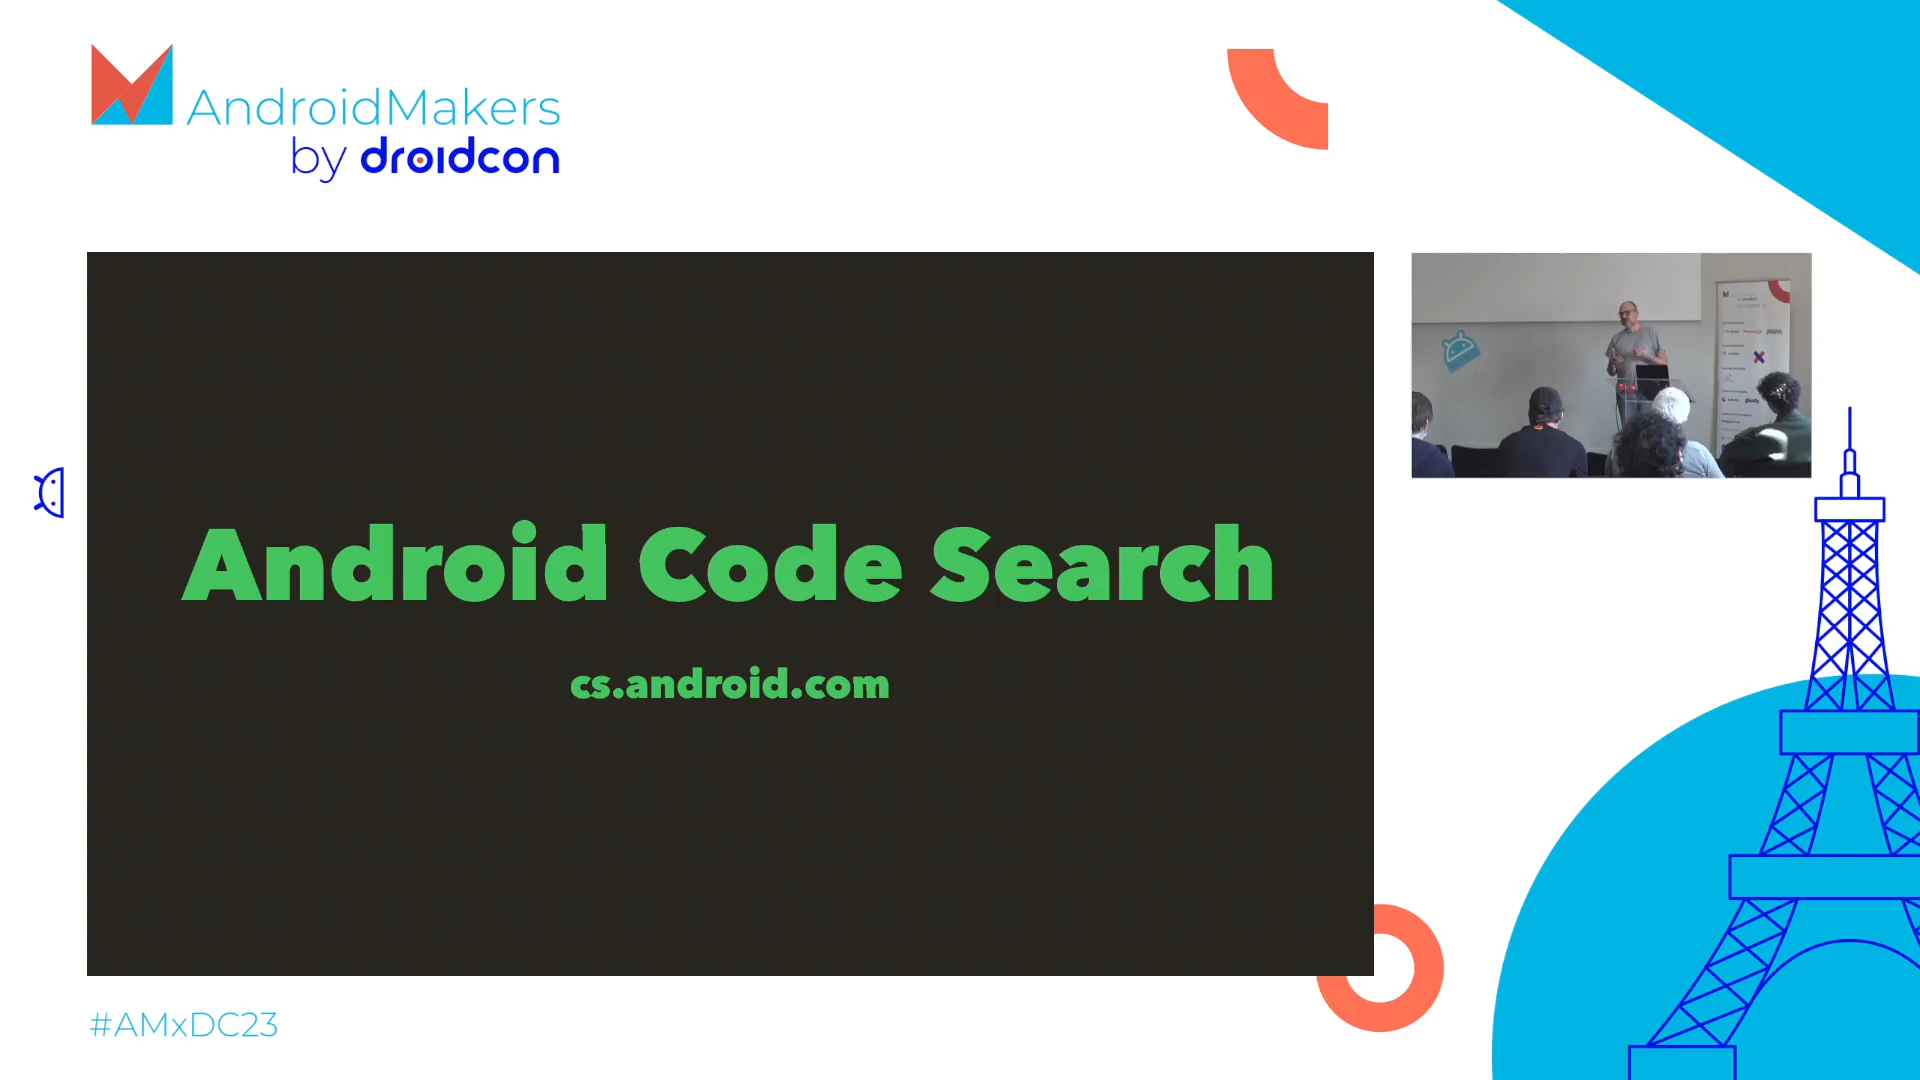 AndroidMakers
by droidcon
Android Code Search
cs.android.com
#AMxDC23